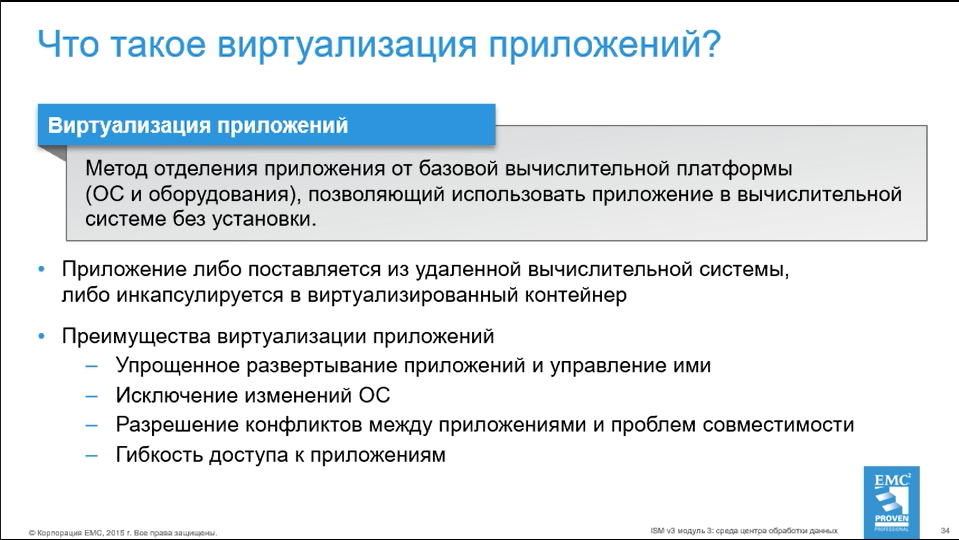 Что такое виртуализация приложений?
Виртуализация приложений
Метод отделения приложения от базовой вычислительной платформы
(ОС и оборудования), позволяющий использовать приложение в вычислительной
системе без установки.
• Приложение либо поставляется из удаленной вычислительной системы,
либо инкапсулируется в виртуализированный контейнер
• Преимущества виртуализации приложений
– Упрощенное развертывание приложений и управление ими
– Исключение изменений ОС
– Разрешение конфликтов между приложениями и проблем совместимости
– Гибкость доступа к приложениям
EMC²
PROVEN
PROFESSIONAL
© Корпорация EMC, 2015 г. Все права защищены.
ISM v3 модуль 3: среда центра обработки данных
34